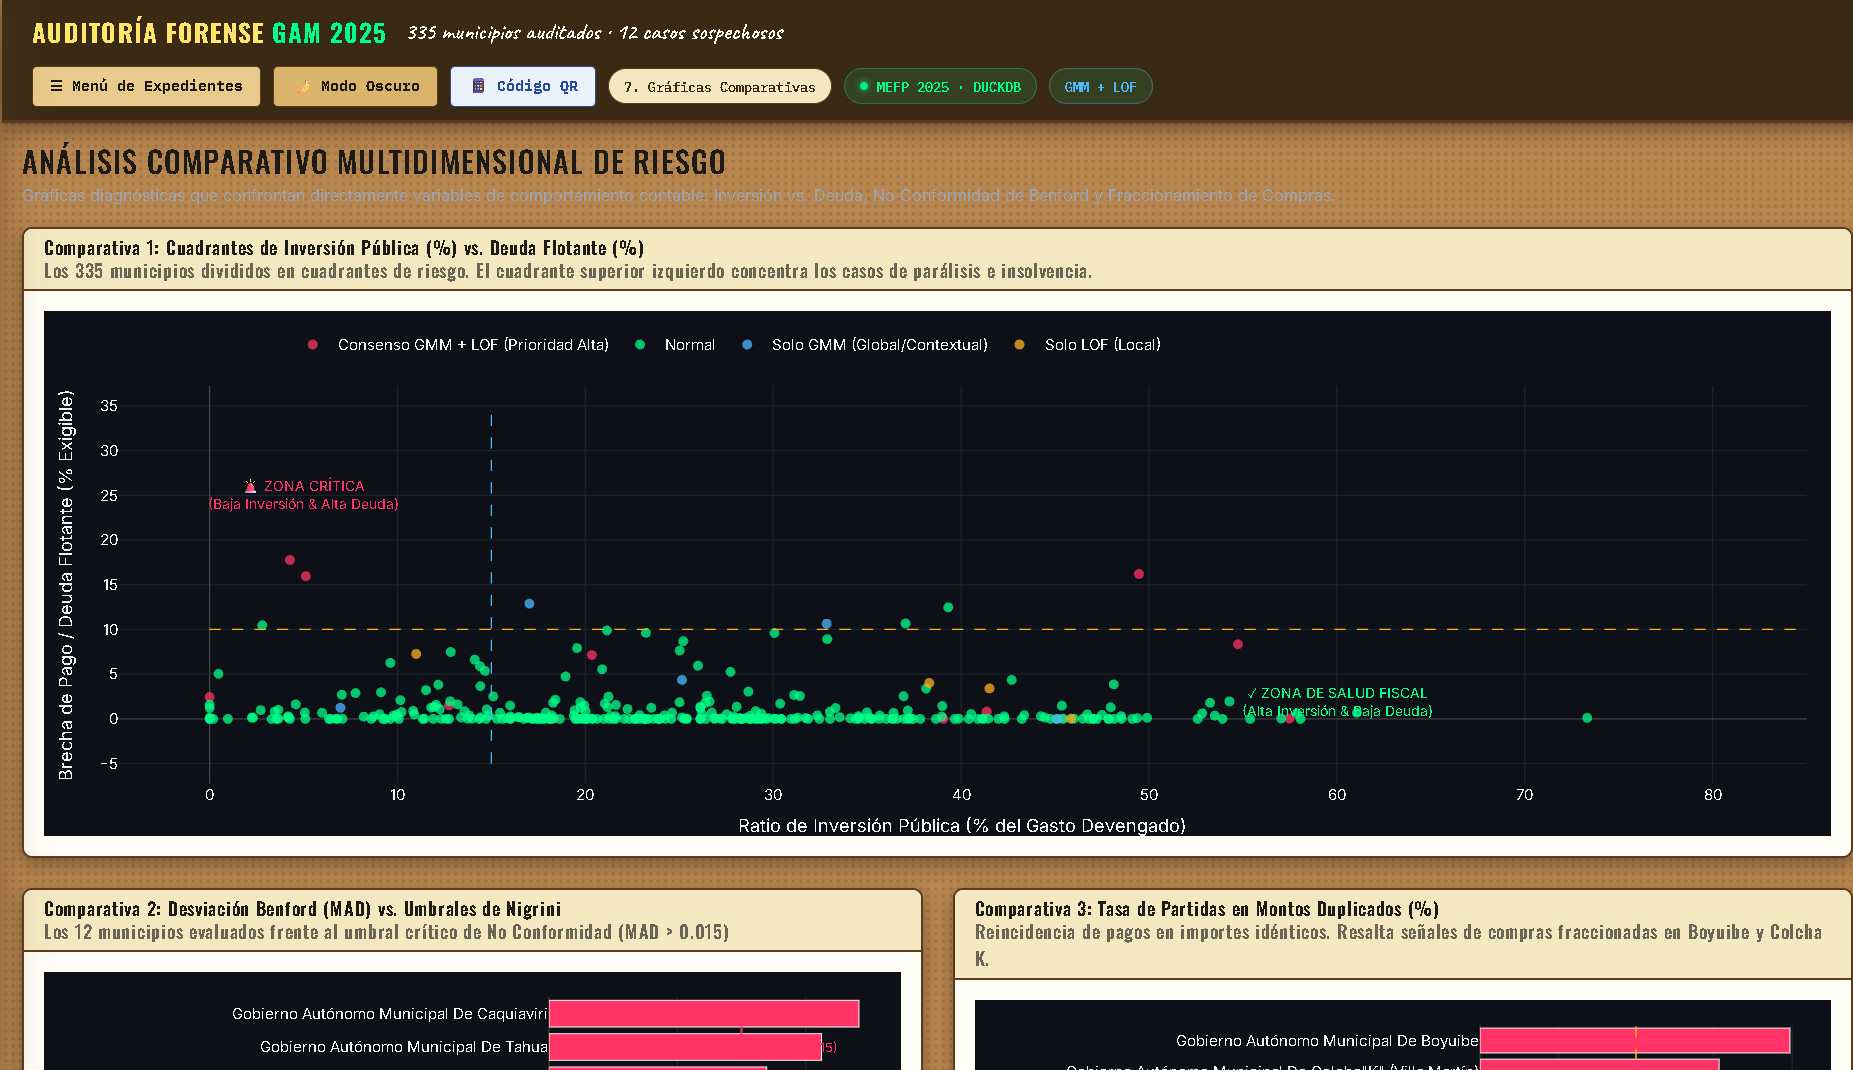 AUDITORÍA FORENSE GAM 2025
335 municipios auditados · 12 casos sospechosos
☰ Menú de Expedientes
Modo Oscuro
Código QR
7. Gráficas Comparativas
MEFP 2025 · DUCKDB
GMM + LOF
ANÁLISIS COMPARATIVO MULTIDIMENSIONAL DE RIESGO
Gráficas diagnósticas que confrontan directamente variables de comportamiento contable: Inversión vs. Deuda, No Conformidad de Benford y Fraccionamiento de Compras.
Comparativa 1: Cuadrantes de Inversión Pública (%) vs. Deuda Flotante (%)
Los 335 municipios divididos en cuadrantes de riesgo. El cuadrante superior izquierdo concentra los casos de parálisis e insolvencia.
Consenso GMM + LOF (Prioridad Alta)
Normal
Solo GMM (Global/Contextual)
Solo LOF (Local)
Brecha de Pago / Deuda Flotante (% Exigible)
35
30
25
20
15
10
5
0
−5
ZONA CRÍTICA
(Baja Inversión & Alta Deuda)
✓ ZONA DE SALUD FISCAL
(Alta Inversión & Baja Deuda)
0 10 20 30 40 50 60 70 80
Ratio de Inversión Pública (% del Gasto Devengado)
Comparativa 2: Desviación Benford (MAD) vs. Umbrales de Nigrini
Los 12 municipios evaluados frente al umbral crítico de No Conformidad (MAD > 0.015)
Gobierno Autónomo Municipal De Caquiaviri
Gobierno Autónomo Municipal De Tahua
15)
Comparativa 3: Tasa de Partidas en Montos Duplicados (%)
Reincidencia de pagos en importes idénticos. Resalta señales de compras fraccionadas en Boyuibe y Colcha
K.
Gobierno Autónomo Municipal De Boyuibe
Gobierno Autónomo Municipal De Colcha"K" (Villa Martín)